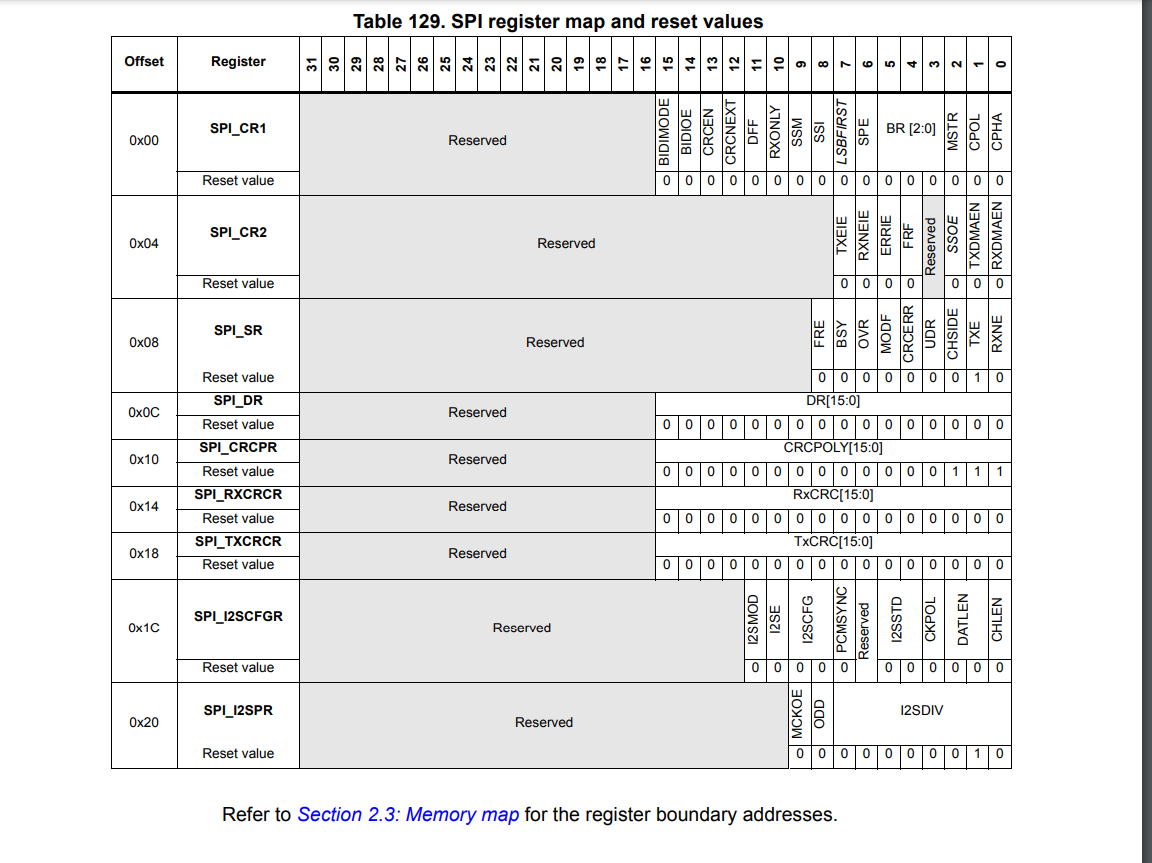 Table 129. SPI register map and reset values
Offset Register 31 30 29 28 27 26 25 24 23 22 21 20 19 18 17 16 15 14 13 12 11 10 9 8 7 6 5 4 3 2 1 0
0x00 SPI_CR1 Reserved BIDIMODE BIDIOE CRCEN CRCNEXT DFF RXONLY SSM SSI LSBFIRST SPE BR [2:0] MSTR CPOL CPHA
Reset value 0 0 0 0 0 0 0 0 0 0 0 0 0 0 0 0
0x04 SPI_CR2 Reserved TXEIE RXNEIE ERRIE FRF Reserved SSOE TXDMAEN RXDMAEN
Reset value 0 0 0 0 0 0 0
0x08 SPI_SR Reserved FRE BSY OVR MODF CRCERR UDR CHSIDE TXE RXNE
Reset value 0 0 0 0 0 0 0 1 0
0x0C SPI_DR Reserved DR[15:0]
Reset value 0 0 0 0 0 0 0 0 0 0 0 0 0 0 0 0
0x10 SPI_CRCPR Reserved CRCPOLY[15:0]
Reset value 0 0 0 0 0 0 0 0 0 0 0 0 0 1 1 1
0x14 SPI_RXCRCR Reserved RxCRC[15:0]
Reset value 0 0 0 0 0 0 0 0 0 0 0 0 0 0 0 0
0x18 SPI_TXCRCR Reserved TxCRC[15:0]
Reset value 0 0 0 0 0 0 0 0 0 0 0 0 0 0 0 0
0x1C SPI_I2SCFGR Reserved I2SMOD I2SE I2SCFG PCMSYNC Reserved I2SSTD CKPOL DATLEN CHLEN
Reset value 0 0 0 0 0 0 0 0 0 0 0
0x20 SPI_I2SPR Reserved MCKOE ODD I2SDIV
Reset value 0 0 0 0 0 0 0 0 1 0
Refer to Section 2.3: Memory map for the register boundary addresses.